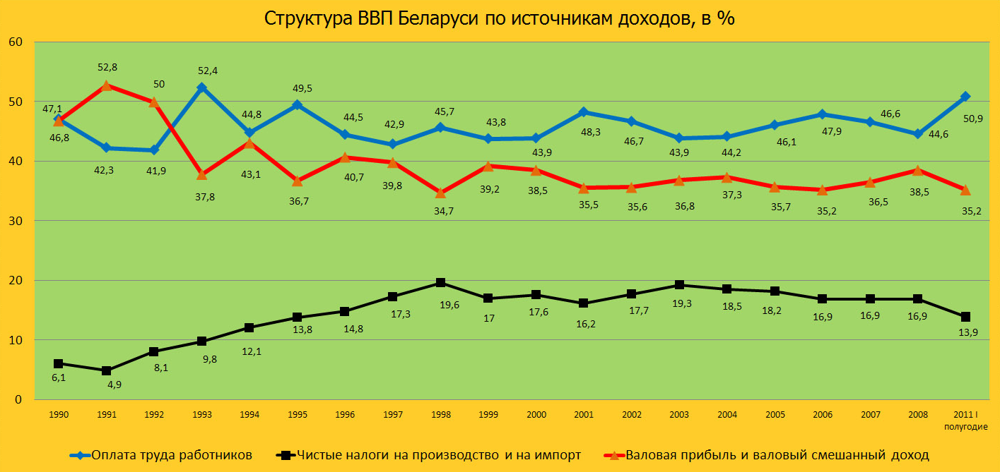 Структура ВВП Беларуси по источникам доходов, в %
60
50
40
30
20
10
0
47,1 42,3 41,9 52,4 44,8 49,5 44,5 42,9 45,7 43,8 43,9 48,3 46,7 43,9 44,2 46,1 47,9 46,6 44,6 50,9
46,8 52,8 50 37,8 43,1 36,7 40,7 39,8 34,7 39,2 38,5 35,5 35,6 36,8 37,3 35,7 35,2 36,5 38,5 35,2
6,1 4,9 8,1 9,8 12,1 13,8 14,8 17,3 19,6 17 17,6 16,2 17,7 19,3 18,5 18,2 16,9 16,9 16,9 13,9
1990 1991 1992 1993 1994 1995 1996 1997 1998 1999 2000 2001 2002 2003 2004 2005 2006 2007 2008 2011 I
полугодие
Оплата труда работников Чистые налоги на производство и на импорт Валовая прибыль и валовый смешанный доход